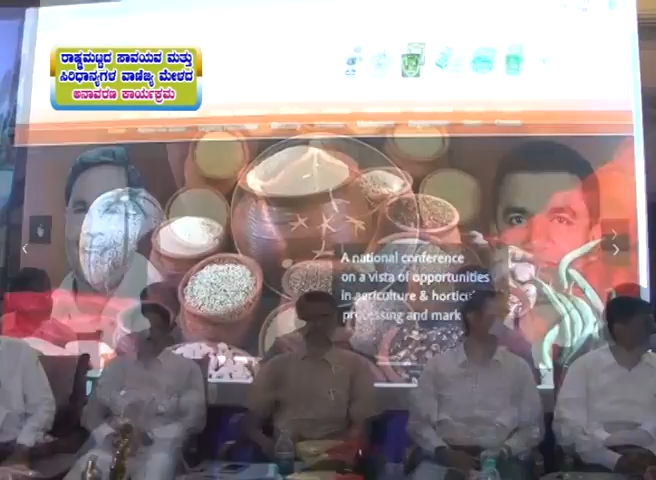 ರಾಷ್ಟ್ರಮಟ್ಟದ ಸಾವಯವ ಮತ್ತು
ಸಿರಿಧಾನ್ಯಗಳ ವಾಣಿಜ್ಯ ಮೇಳದ
ಅನಾವರಣ ಕಾರ್ಯಕ್ರಮ
A national conference
on a vista of opportunities
in agriculture & horticul
processing and mark